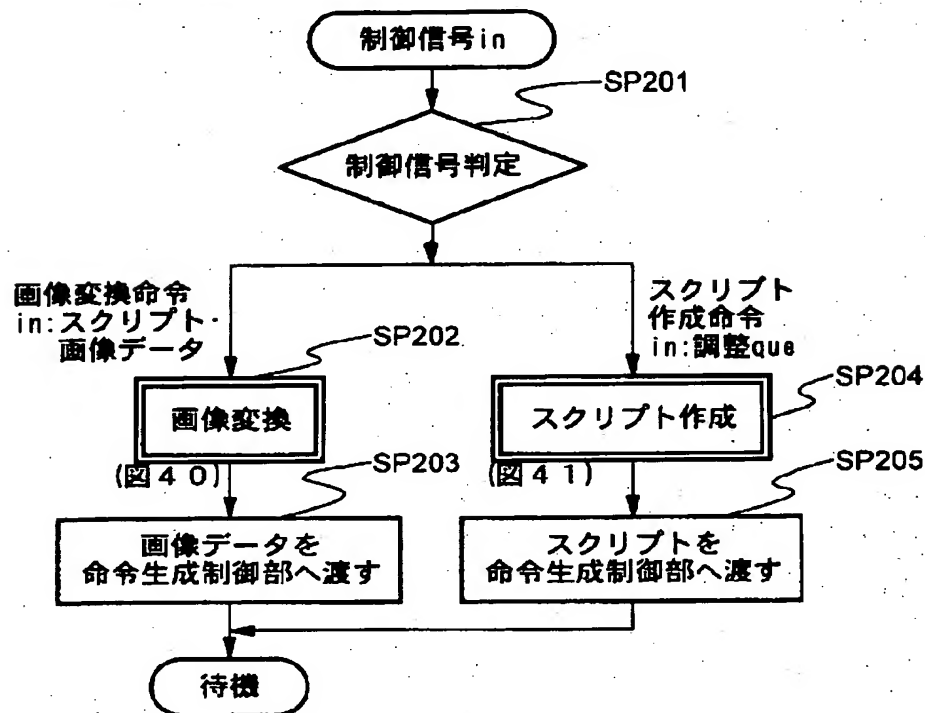 制御信号in
SP201
制御信号判定
画像変換命令
in:スクリプト・
画像データ
スクリプト
作成命令
in:調整que
SP202
画像変換
(図40)
SP204
スクリプト作成
(図41)
SP203
画像データを
命令生成制御部へ渡す
SP205
スクリプトを
命令生成制御部へ渡す
待機